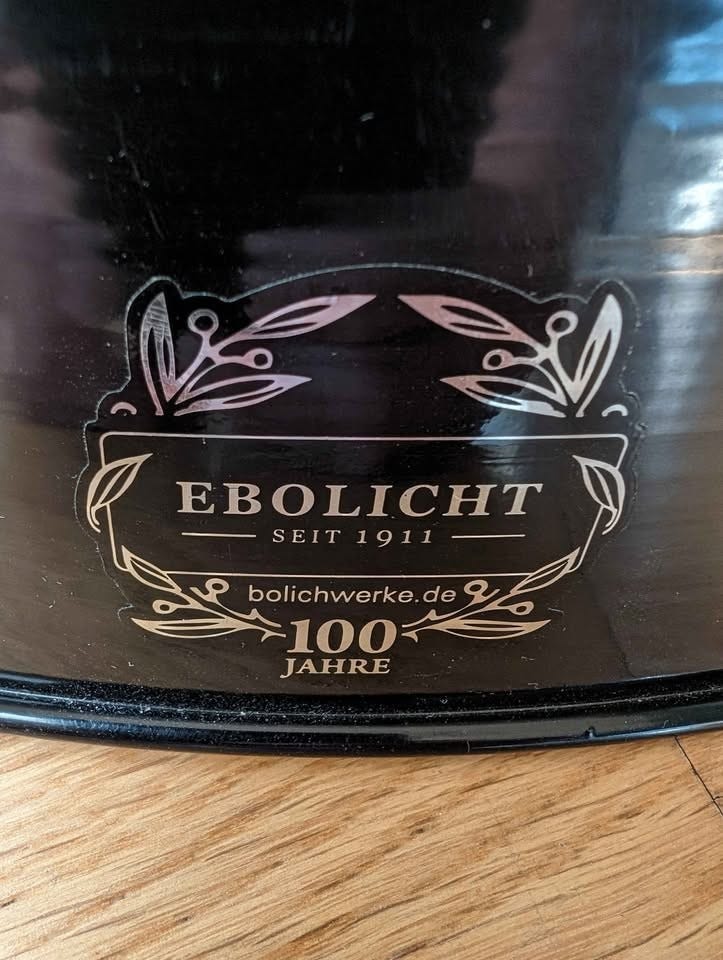 EBOLICHT
SEIT 1911
bolichwerke.de
100
JAHRE